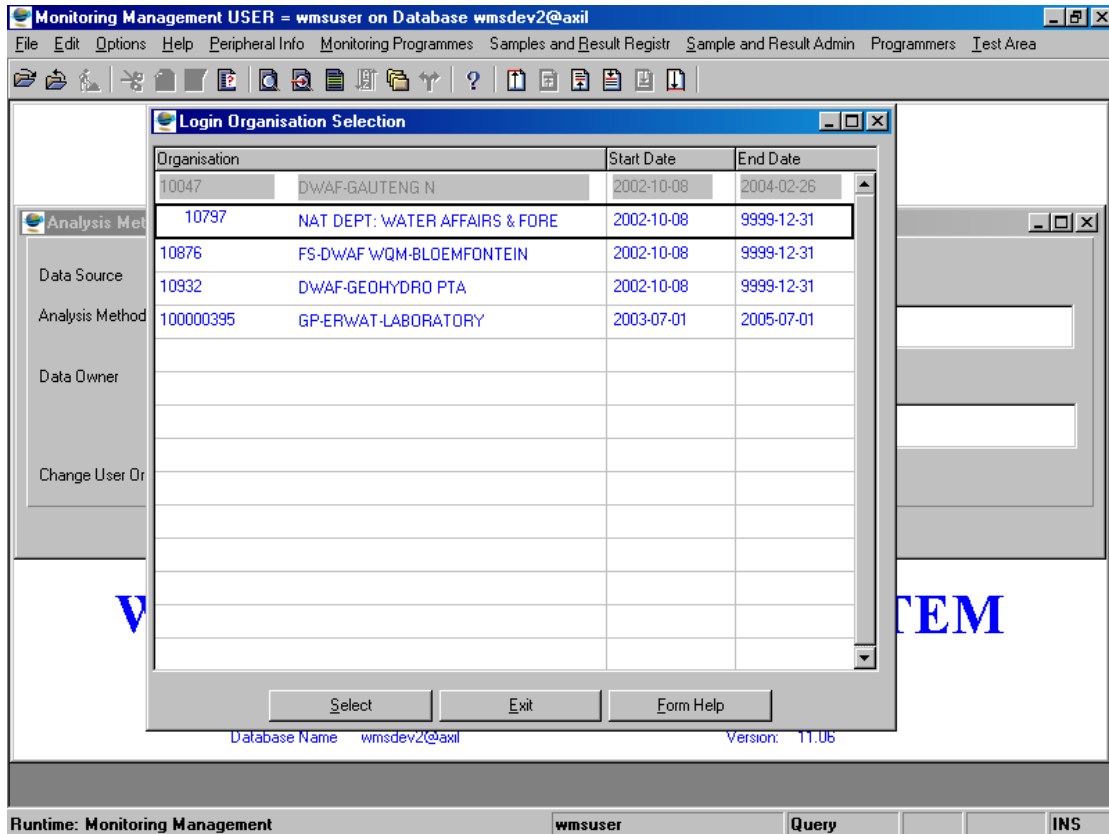 Monitoring Management USER = wmsuser on Database wmsdev2@axil
File Edit Options Help Peripheral Info Monitoring Programmes Samples and Result Registr Sample and Result Admin Programmers Test Area
Login Organisation Selection
Organisation Start Date End Date
10047 DWAF-GAUTENG N 2002-10-08 2004-02-26
10797 NAT DEPT: WATER AFFAIRS & FORE 2002-10-08 9999-12-31
10876 FS-DWAF WQM-BLOEMFONTEIN 2002-10-08 9999-12-31
10932 DWAF-GEOHYDRO PTA 2002-10-08 9999-12-31
100000395 GP-ERWAT-LABORATORY 2003-07-01 2005-07-01
Select Exit Form Help
Analysis Met
Data Source
Analysis Method
Data Owner
Change User Or
W TEM
Database Name wmsdev2@axil Version: 11.06
Runtime: Monitoring Management wmsuser Query INS